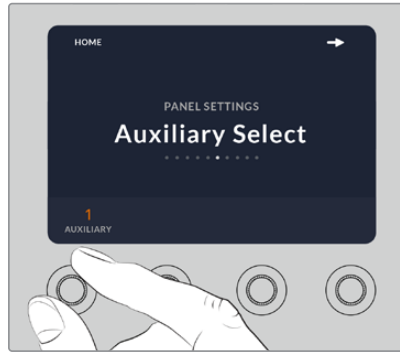 HOME
PANEL SETTINGS
Auxiliary Select
1
AUXILIARY